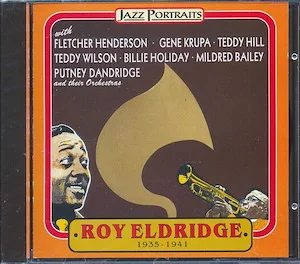 JAZZ PORTRAITS
with
FLETCHER HENDERSON · GENE KRUPA · TEDDY HILL
TEDDY WILSON · BILLIE HOLIDAY · MILDRED BAILEY
PUTNEY DANDRIDGE
and their Orchestras
· ROY ELDRIDGE ·
1935-1941